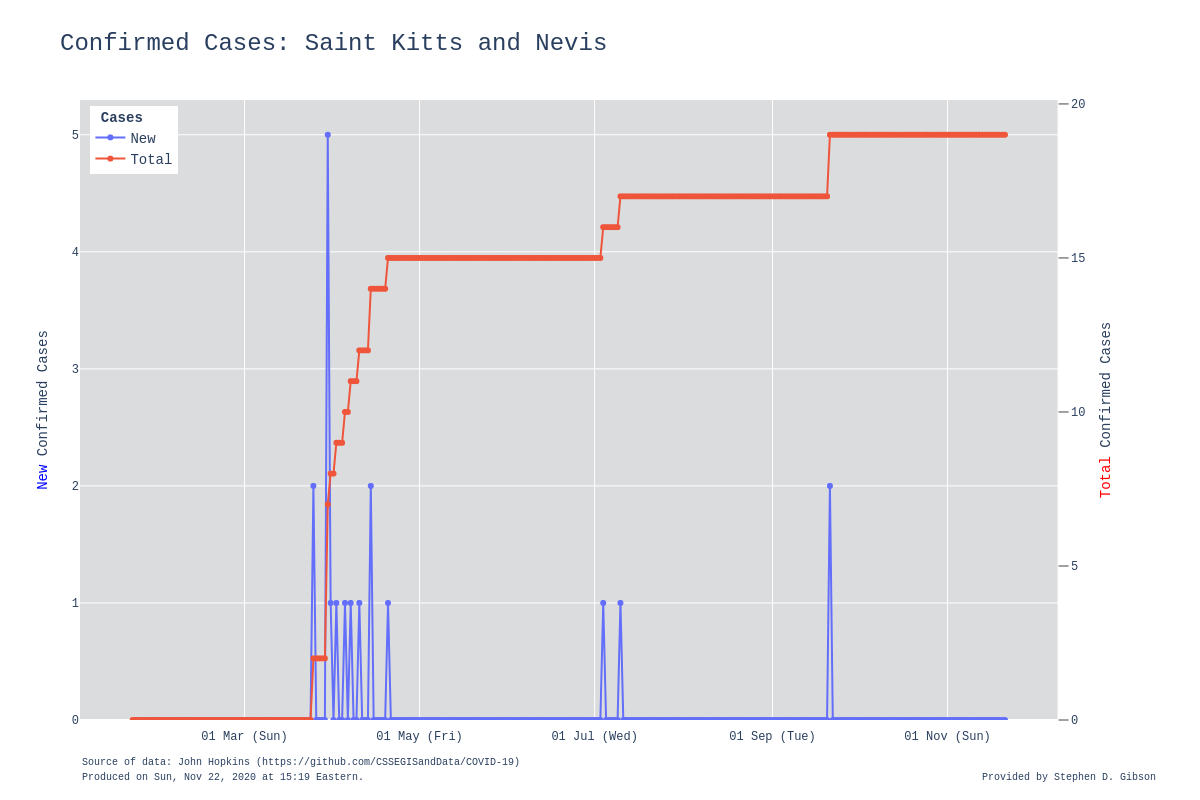 Confirmed Cases: Saint Kitts and Nevis
Cases
New
Total
5
4
3
2
1
0
New Confirmed Cases
20
15
10
5
0
Total Confirmed Cases
01 Mar (Sun)
01 May (Fri)
01 Jul (Wed)
01 Sep (Tue)
01 Nov (Sun)
Source of data: John Hopkins (https://github.com/CSSEGISandData/COVID-19)
Produced on Sun, Nov 22, 2020 at 15:19 Eastern.
Provided by Stephen D. Gibson